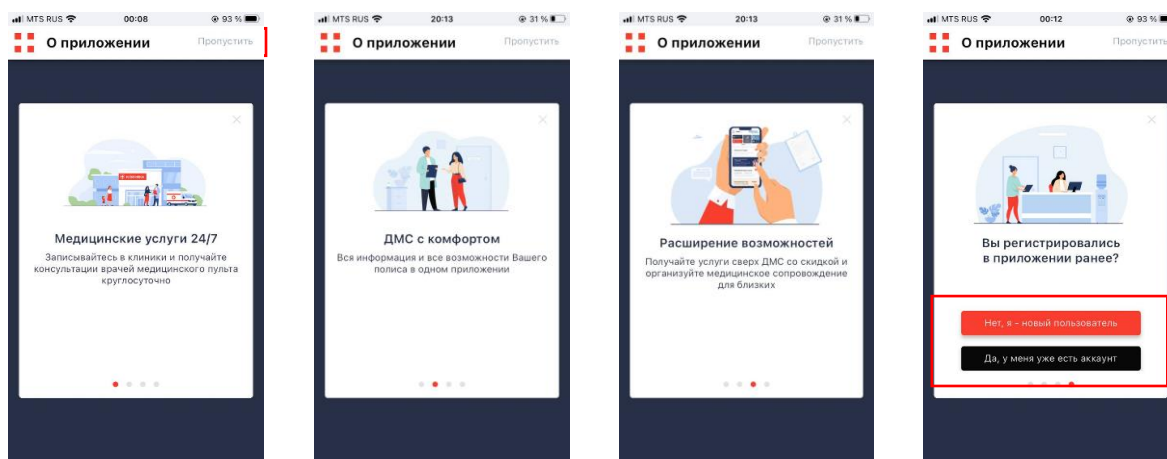 MTS RUS 00:08 93 %
О приложении Пропустить
Медицинские услуги 24/7
Записывайтесь в клиники и получайте
консультации врачей медицинского пульта
круглосуточно
MTS RUS 20:13 31 %
О приложении Пропустить
ДМС с комфортом
Вся информация и все возможности Вашего
полиса в одном приложении
MTS RUS 20:13 31 %
О приложении Пропустить
Расширение возможностей
Получайте услуги сверх ДМС со скидкой и
организуйте медицинское сопровождение
для близких
MTS RUS 00:12 93 %
О приложении Пропустить
Вы регистрировались
в приложении ранее?
Нет, я - новый пользователь
Да, у меня уже есть аккаунт